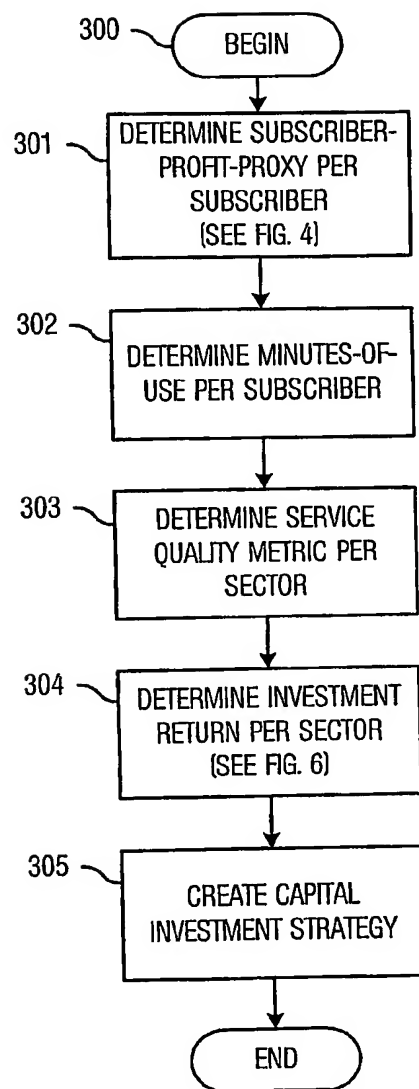 300
BEGIN
301
DETERMINE SUBSCRIBER-
PROFIT-PROXY PER
SUBSCRIBER
(SEE FIG. 4)
302
DETERMINE MINUTES-OF-
USE PER SUBSCRIBER
303
DETERMINE SERVICE
QUALITY METRIC PER
SECTOR
304
DETERMINE INVESTMENT
RETURN PER SECTOR
(SEE FIG. 6)
305
CREATE CAPITAL
INVESTMENT STRATEGY
END